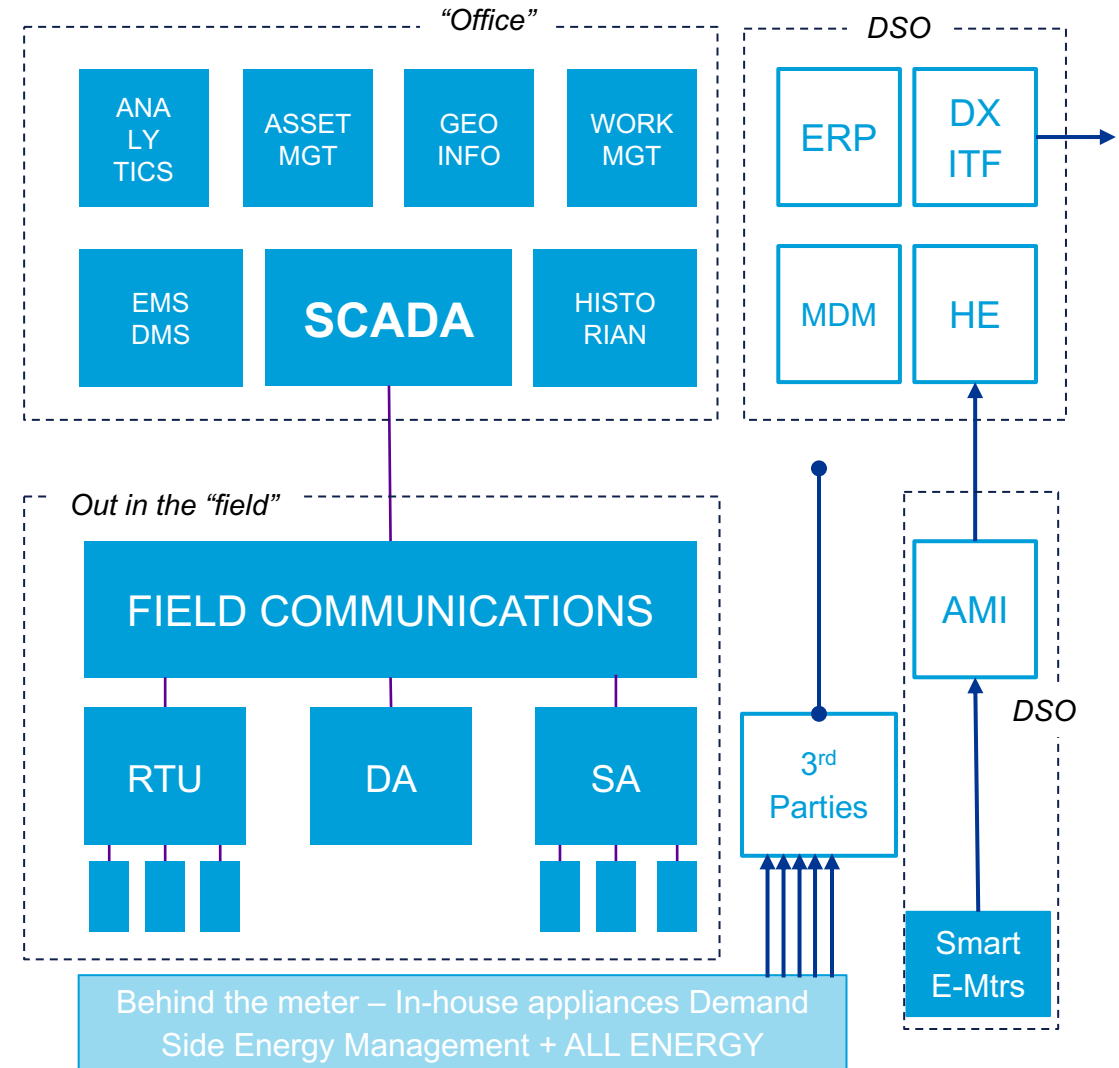 “Office”
DSO
ANA
LY
TICS
ASSET
MGT
GEO
INFO
WORK
MGT
ERP
DX
ITF
EMS
DMS
SCADA
HISTO
RIAN
MDM
HE
Out in the “field”
FIELD COMMUNICATIONS
AMI
DSO
RTU
DA
SA
3rd
Parties
Smart
E-Mtrs
Behind the meter – In-house appliances Demand
Side Energy Management + ALL ENERGY